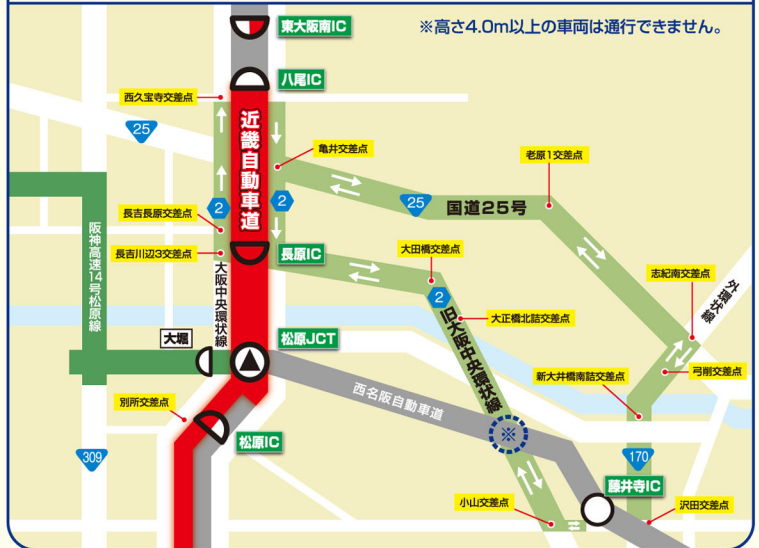 東大阪南IC
※高さ4.0m以上の車両は通行できません。
八尾IC
西久宝寺交差点
25
近畿自動車道
亀井交差点
老原1交差点
2
2
25
国道25号
長吉長原交差点
阪神高速14号松原線
長吉川辺3交差点
大阪中央環状線
長原IC
大田橋交差点
志紀南交差点
外環状線
2
旧大阪中央環状線
大正橋北詰交差点
大堀
松原JCT
弓削交差点
新大井橋南詰交差点
西名阪自動車道
別所交差点
松原IC
※
309
170
藤井寺IC
小山交差点
沢田交差点